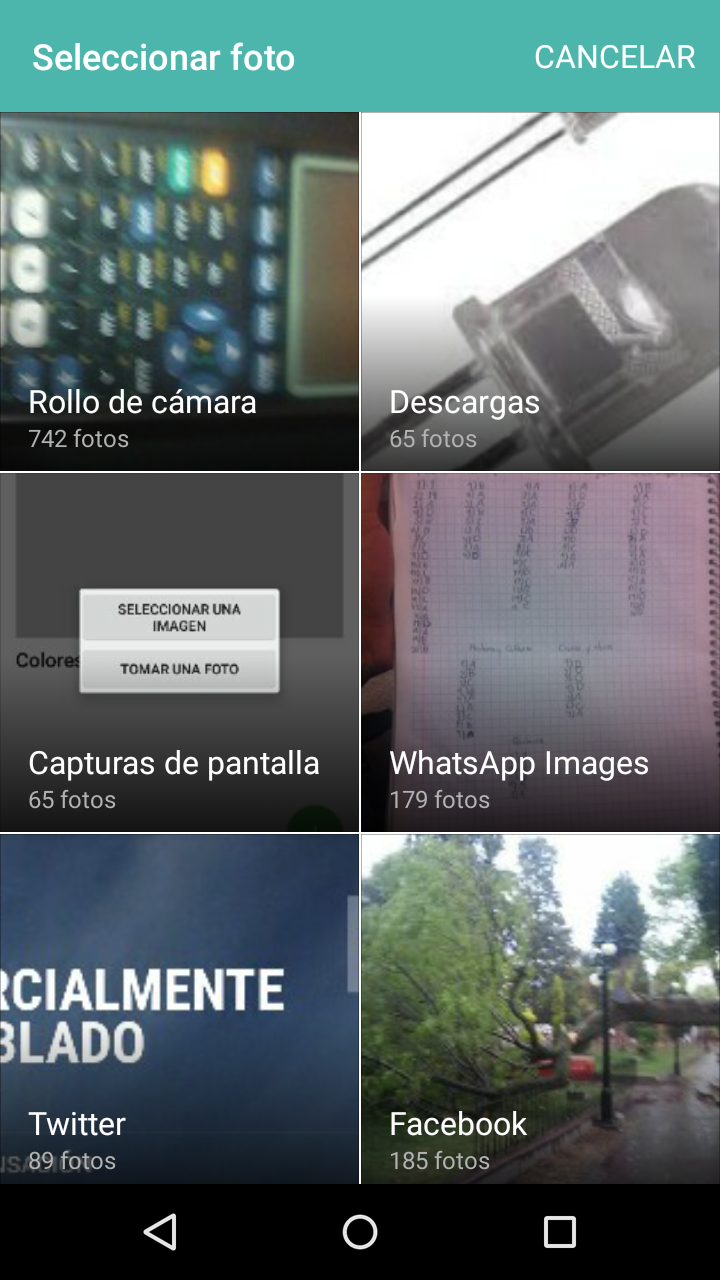 Seleccionar foto
CANCELAR
Rollo de cámara
742 fotos
Descargas
65 fotos
SELECCIONAR UNA
IMAGEN
TOMAR UNA FOTO
Colores
Capturas de pantalla
65 fotos
WhatsApp Images
179 fotos
RCIALMENTE
BLADO
Twitter
89 fotos
Facebook
185 fotos